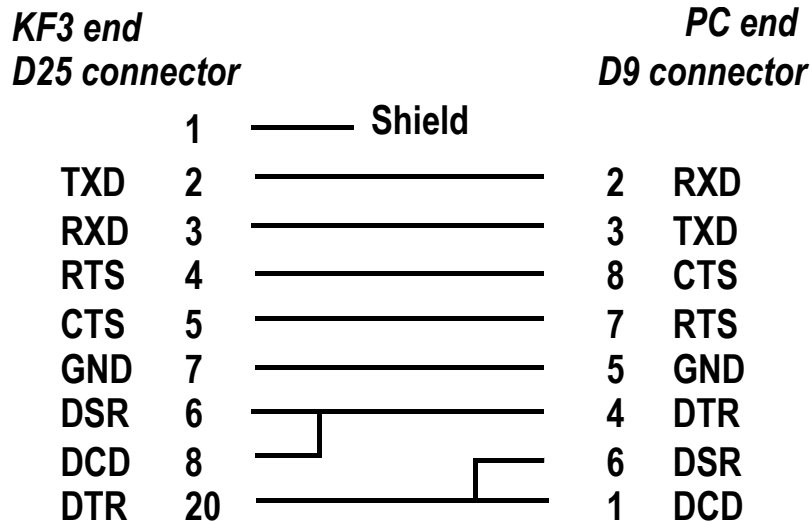 KF3 end PC end
D25 connector D9 connector
1 Shield
TXD 2 2 RXD
RXD 3 3 TXD
RTS 4 8 CTS
CTS 5 7 RTS
GND 7 5 GND
DSR 6 4 DTR
DCD 8 6 DSR
DTR 20 1 DCD